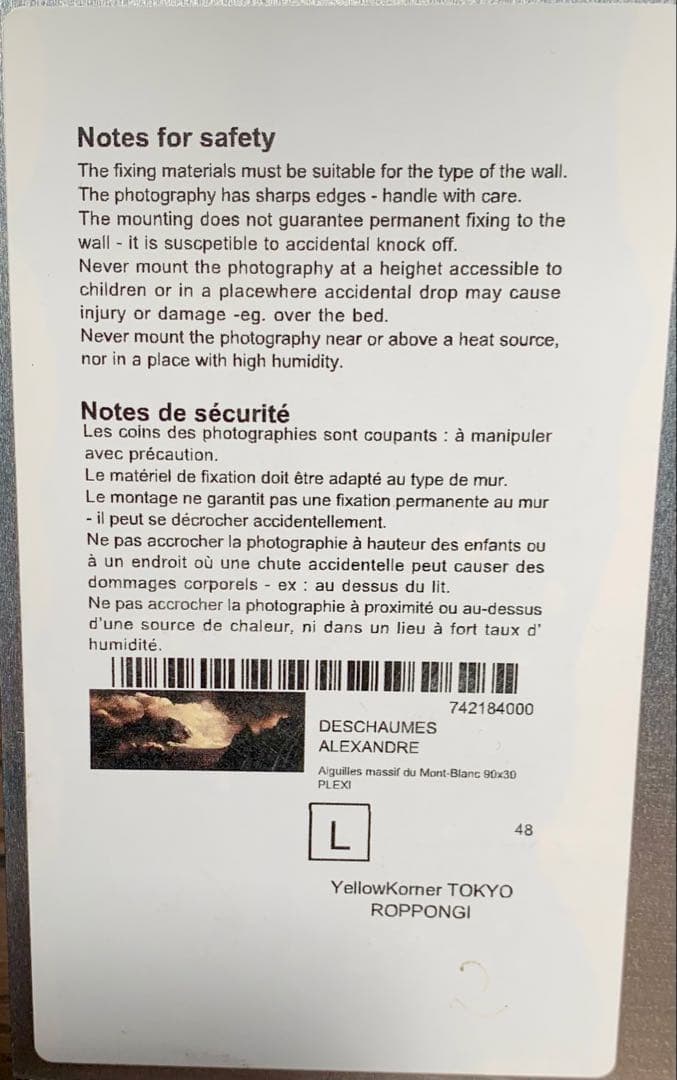 Notes for safety
The fixing materials must be suitable for the type of the wall.
The photography has sharps edges - handle with care.
The mounting does not guarantee permanent fixing to the
wall - it is suscpetible to accidental knock off.
Never mount the photography at a heighet accessible to
children or in a placewhere accidental drop may cause
injury or damage -eg. over the bed.
Never mount the photography near or above a heat source,
nor in a place with high humidity.
Notes de sécurité
Les coins des photographies sont coupants : à manipuler
avec précaution.
Le matériel de fixation doit être adapté au type de mur.
Le montage ne garantit pas une fixation permanente au mur
- il peut se décrocher accidentellement.
Ne pas accrocher la photographie à hauteur des enfants ou
à un endroit où une chute accidentelle peut causer des
dommages corporels - ex : au dessus du lit.
Ne pas accrocher la photographie à proximité ou au-dessus
d'une source de chaleur, ni dans un lieu à fort taux d'
humidité.
742184000
DESCHAUMES
ALEXANDRE
Aiguilles massif du Mont-Blanc 90x30
PLEXI
L
48
YellowKorner TOKYO
ROPPONGI
2